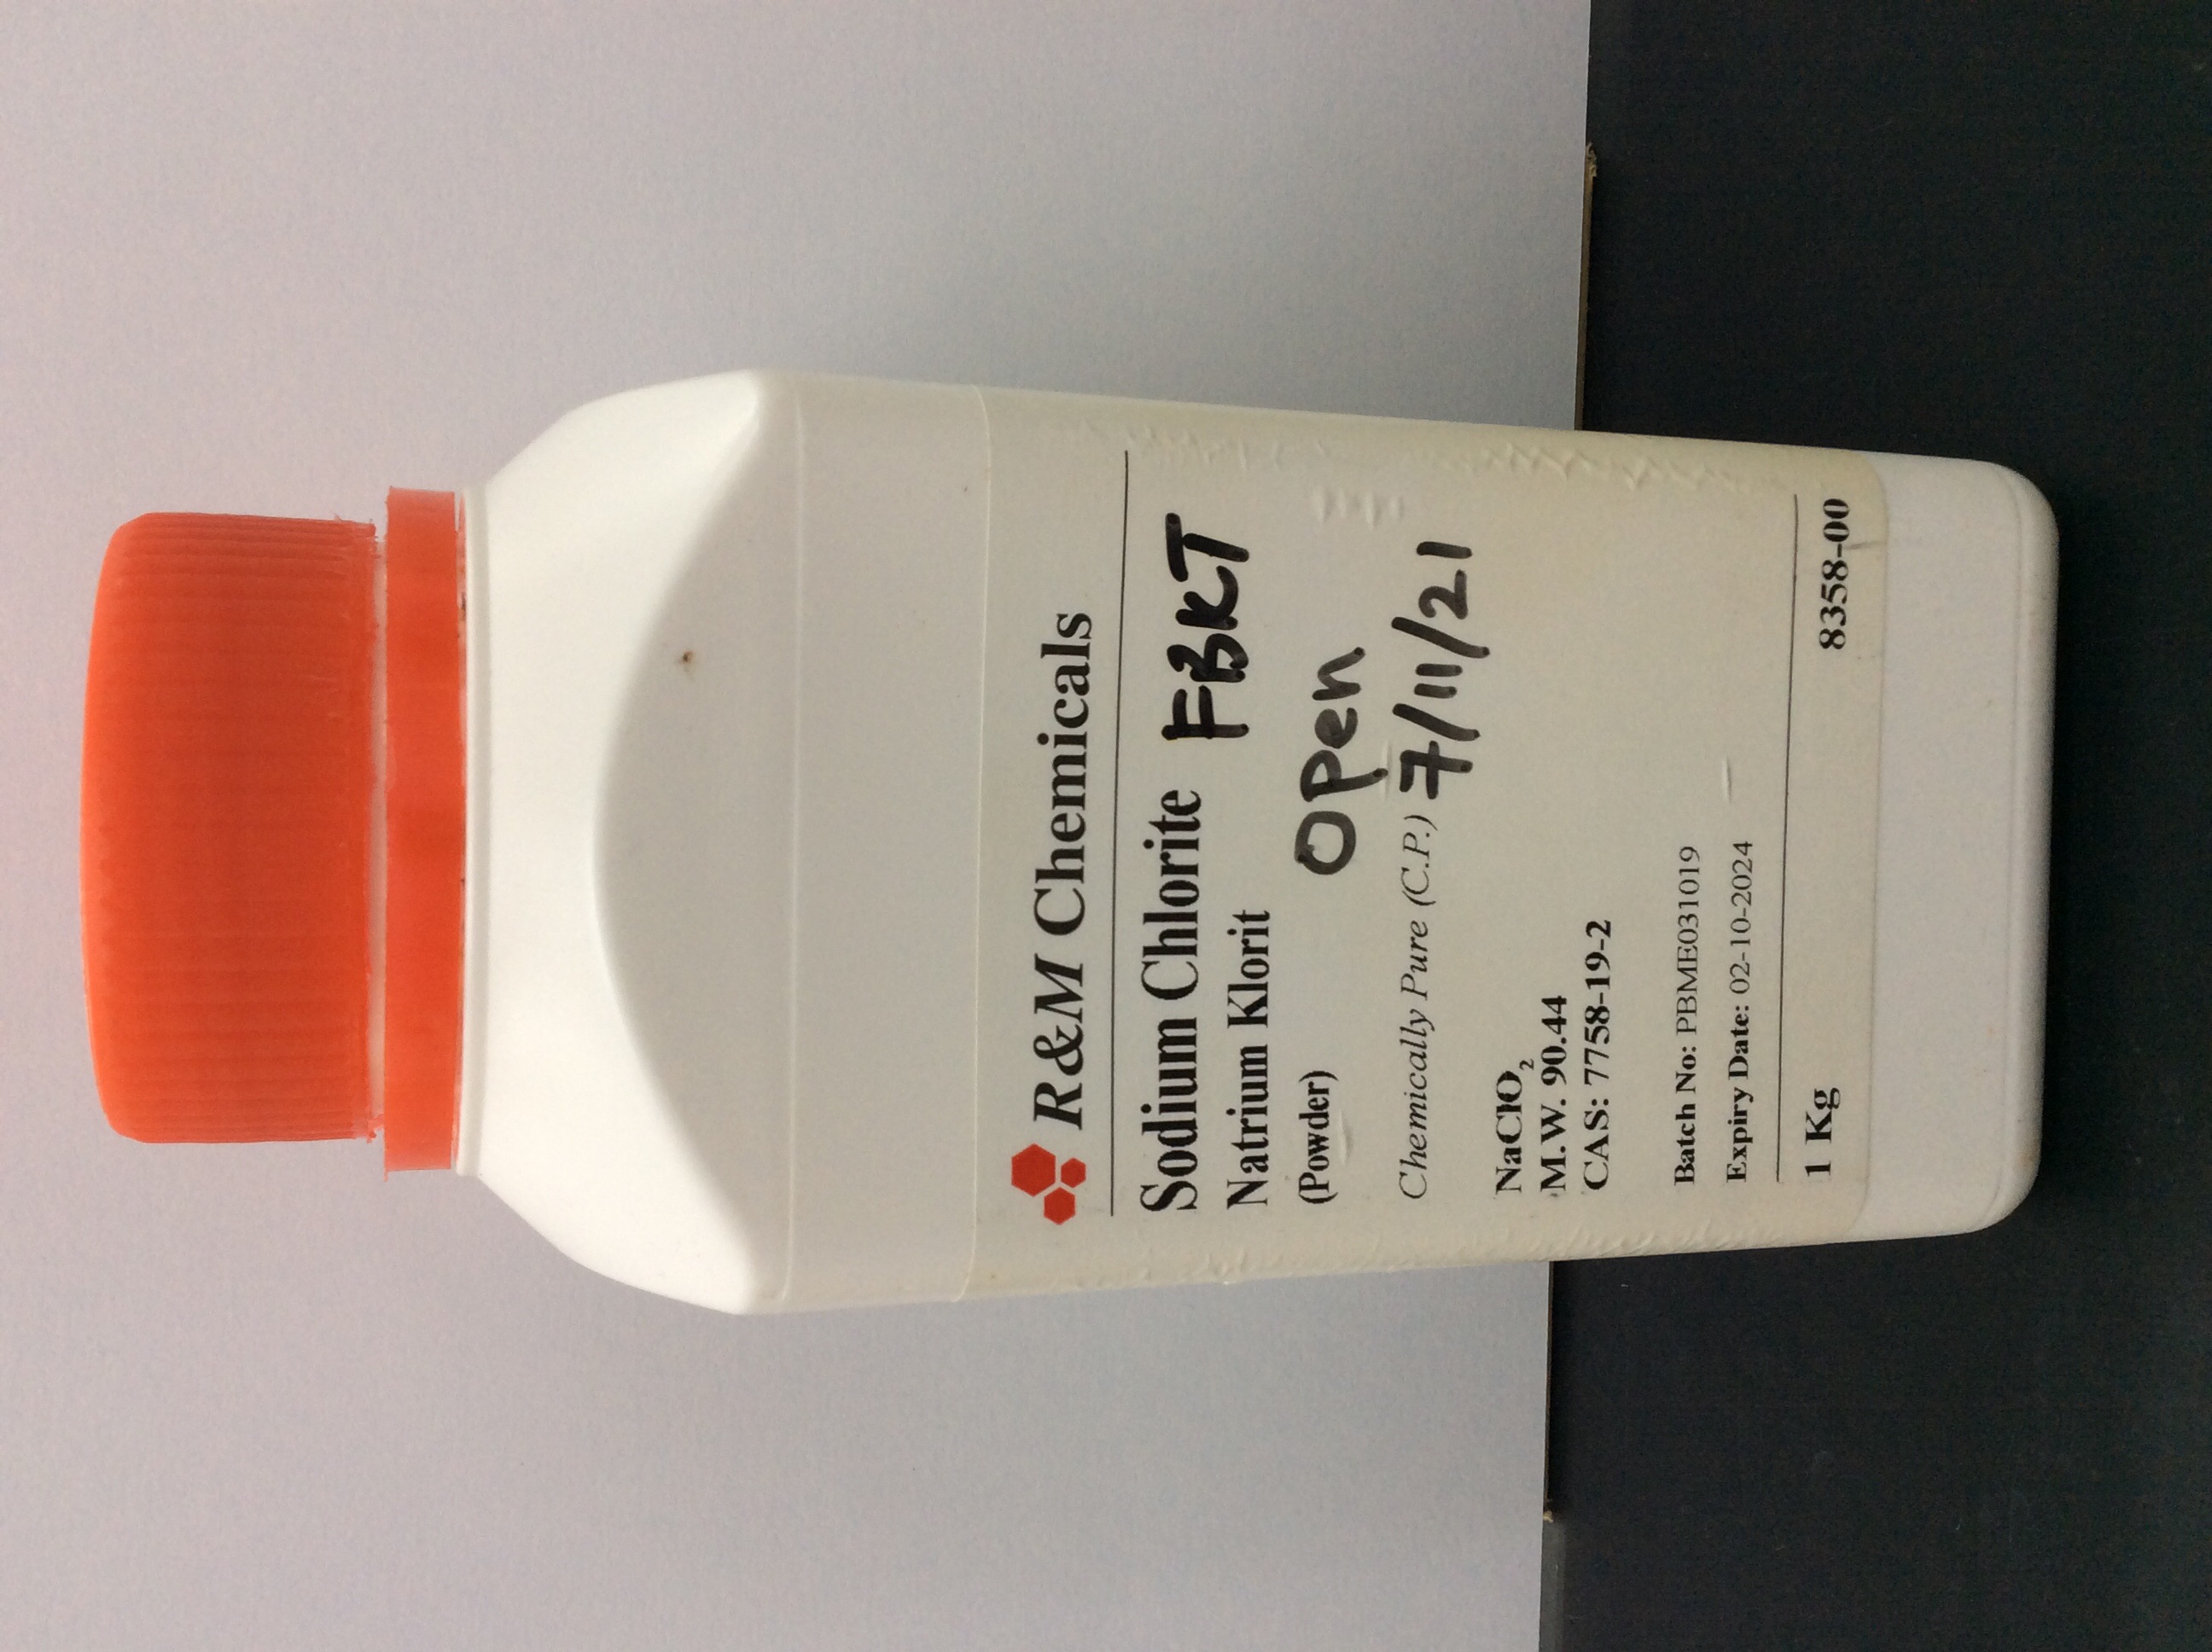 R&M Chemicals
Sodium Chlorite FBKT
Natrium Klorit
(Powder) Open
Chemically Pure (C.P.) 7/11/21
NaClO₂
M.W. 90.44
CAS: 7758-19-2
Batch No: PBME031019
Expiry Date: 02-10-2024
1 Kg 8358-00